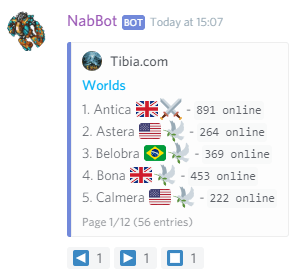 NabBot BOT Today at 15:07
Tibia.com
Worlds
1. Antica - 891 online
2. Astera - 264 online
3. Belobra - 369 online
4. Bona - 453 online
5. Calmera - 222 online
Page 1/12 (56 entries)
1 1 1